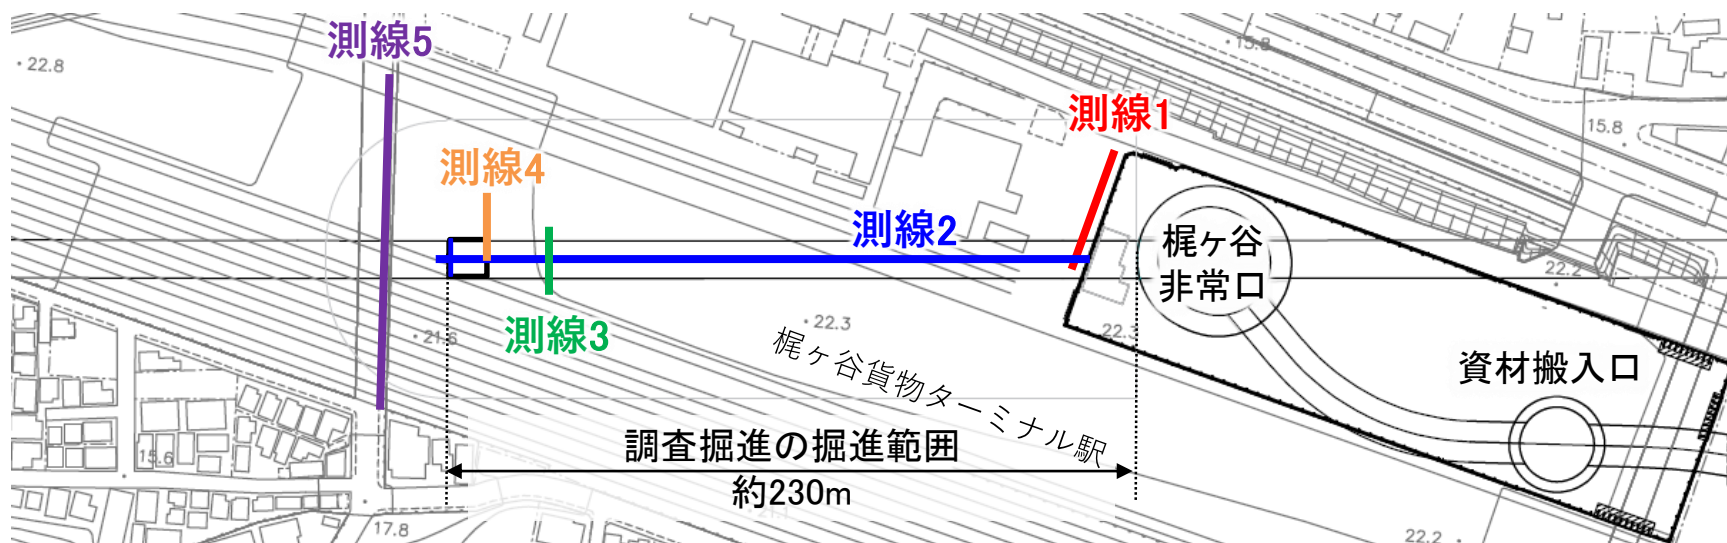 測線5
22.8
15.8
測線1
15.8
測線4
測線2
梶ヶ谷
非常口
22.2
測線3
21.6
22.3
22.3
梶ヶ谷貨物ターミナル駅
資材搬入口
調査掘進の掘進範囲
約230m
15.6
17.8
22.2